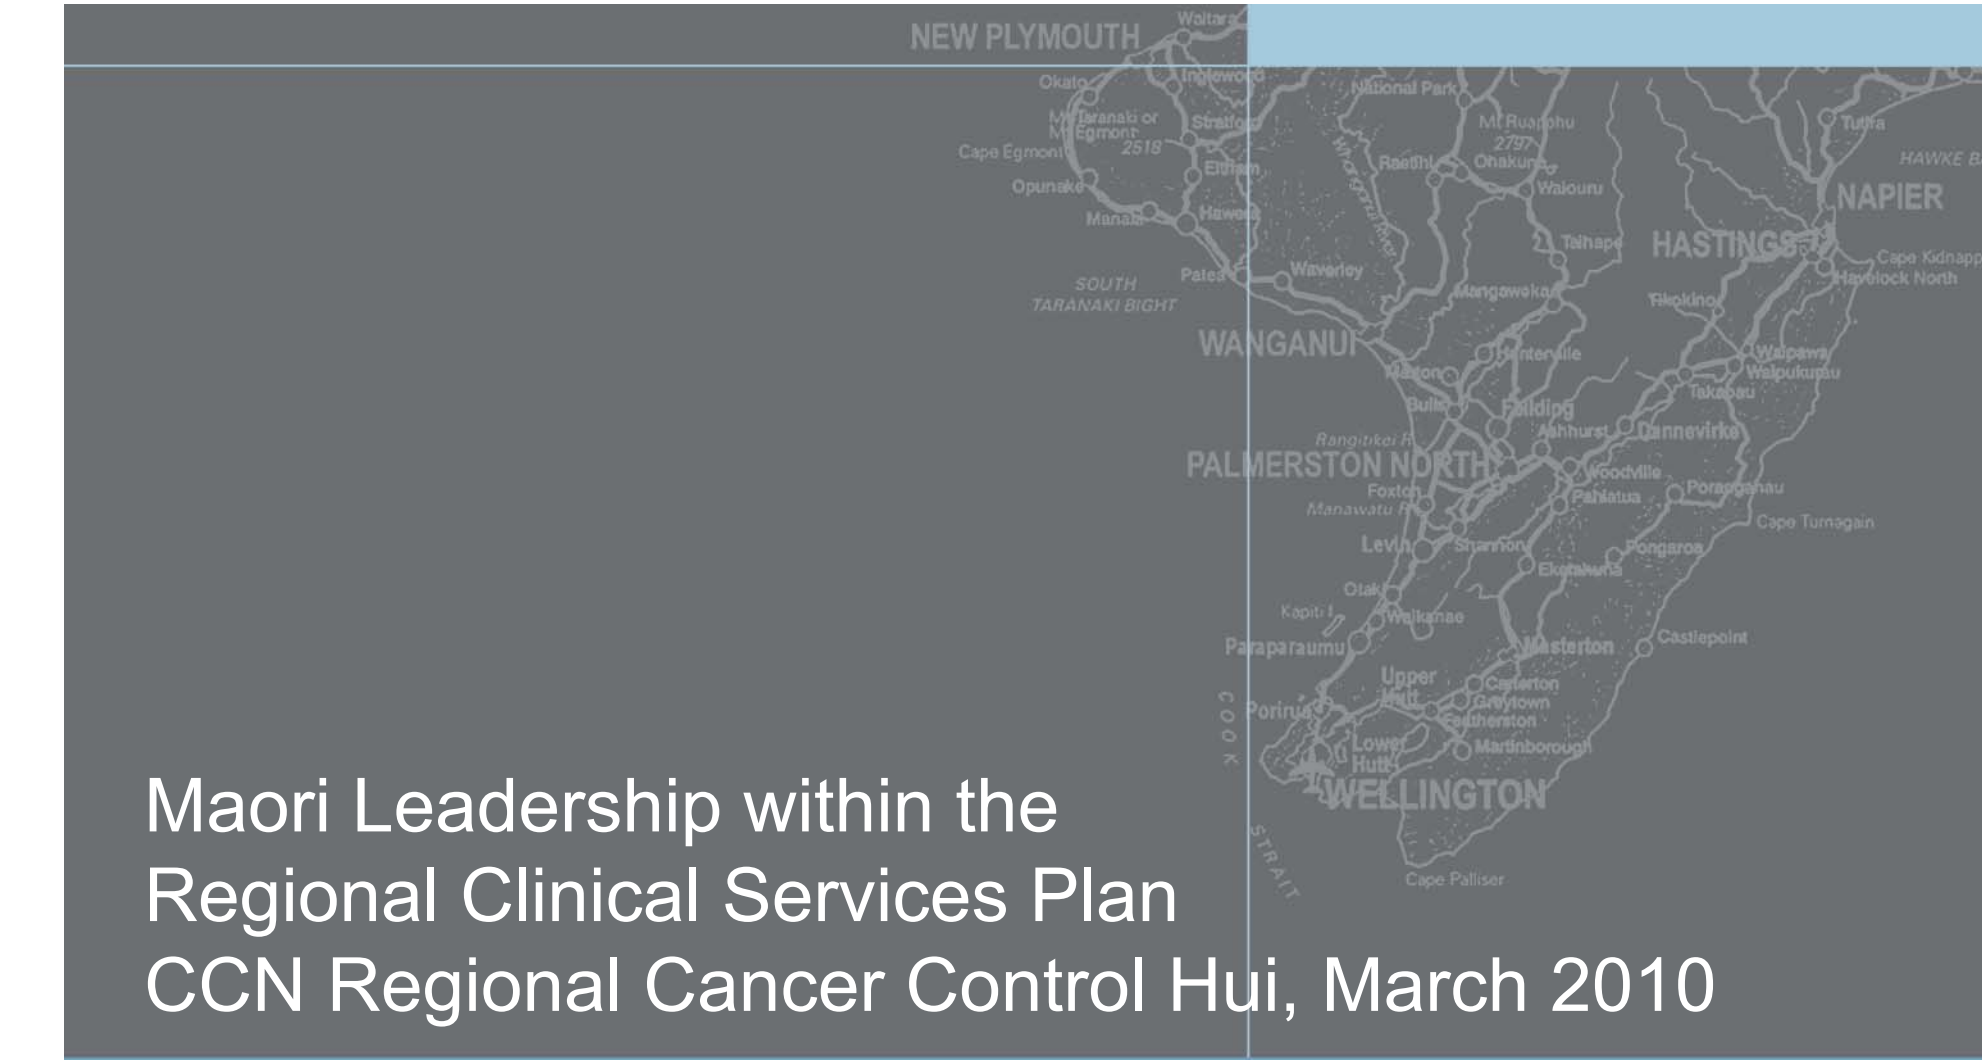 Waitara
NEW PLYMOUTH
Inglewood
Okato
National Park
Mt Taranaki or
Mt Egmont
2518
Stratford
Mt Ruapehu
2797
Tutira
Cape Egmont
Eltham
Raetihi
Ohakune
HAWKE B
Opunake
Whanganui River
Waiouru
NAPIER
Manaia
Hawera
Taihape
HASTINGS
Cape Kidnapp
Patea
Waverley
Havelock North
SOUTH
TARANAKI BIGHT
Mangaweka
Tikokino
WANGANUI
Hunterville
Waipawa
Waipukurau
Marton
Takapau
Bulls
Feilding
Rangitikei R
Ashhurst
Dannevirke
PALMERSTON NORTH
Woodville
Foxton
Pahiatua
Porangahau
Manawatu R
Cape Turnagain
Levin
Shannon
Pongaroa
Eketahuna
Otaki
Kapiti I
Waikanae
Paraparaumu
Masterton
Castlepoint
Upper
Hutt
Carterton
Greytown
Featherston
Porirua
Lower
Hutt
Martinborough
COOK
WELLINGTON
STRAIT
Cape Palliser
Maori Leadership within the
Regional Clinical Services Plan
CCN Regional Cancer Control Hui, March 2010